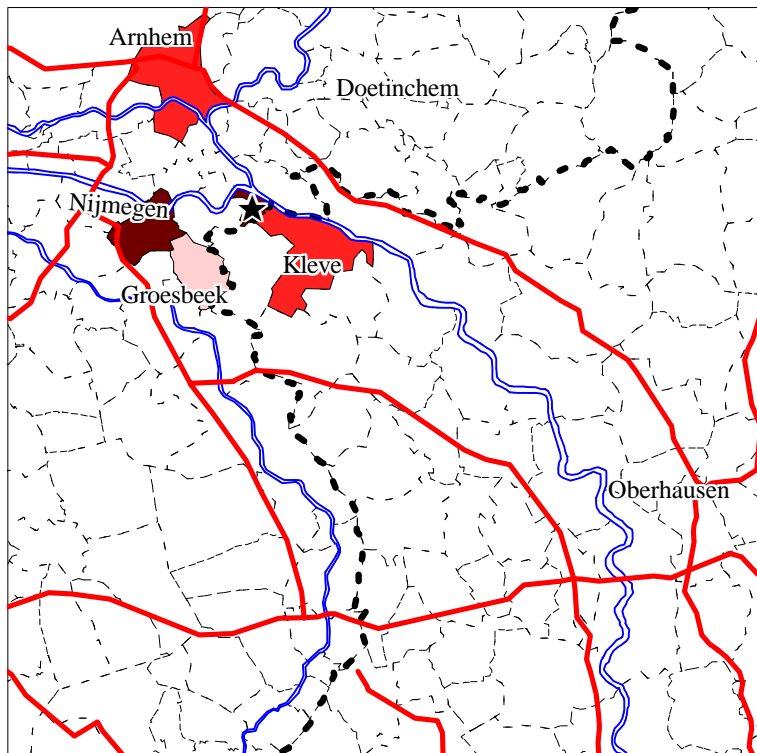 Arnhem
Doetinchem
Nijmegen
Kleve
Groesbeek
Oberhausen